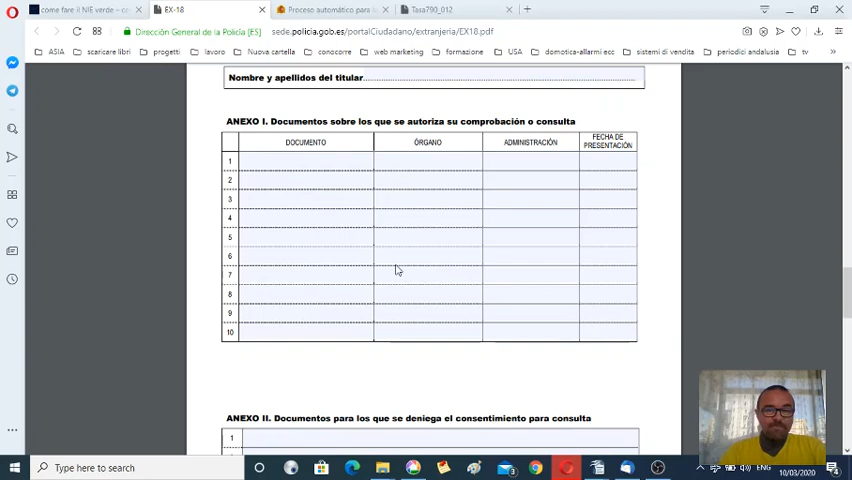 come fare il NIE verde – cre
EX-18
Proceso automático para l
Tasa790_012
Dirección General de la Policía [ES]
sede.policia.gob.es/portalCiudadano/extranjeria/EX18.pdf
ASIA
scaricare libri
progetti
lavoro
Nuova cartella
conocorre
web marketing
formazione
USA
domotica-allarmi ecc
sistemi di vendita
periodici andalusia
tv
Nombre y apellidos del titular
ANEXO I. Documentos sobre los que se autoriza su comprobación o consulta
DOCUMENTO ÓRGANO ADMINISTRACIÓN FECHA DE PRESENTACIÓN
1
2
3
4
5
6
7
8
9
10
ANEXO II. Documentos para los que se deniega el consentimiento para consulta
1
Type here to search
ENG
10/03/2020